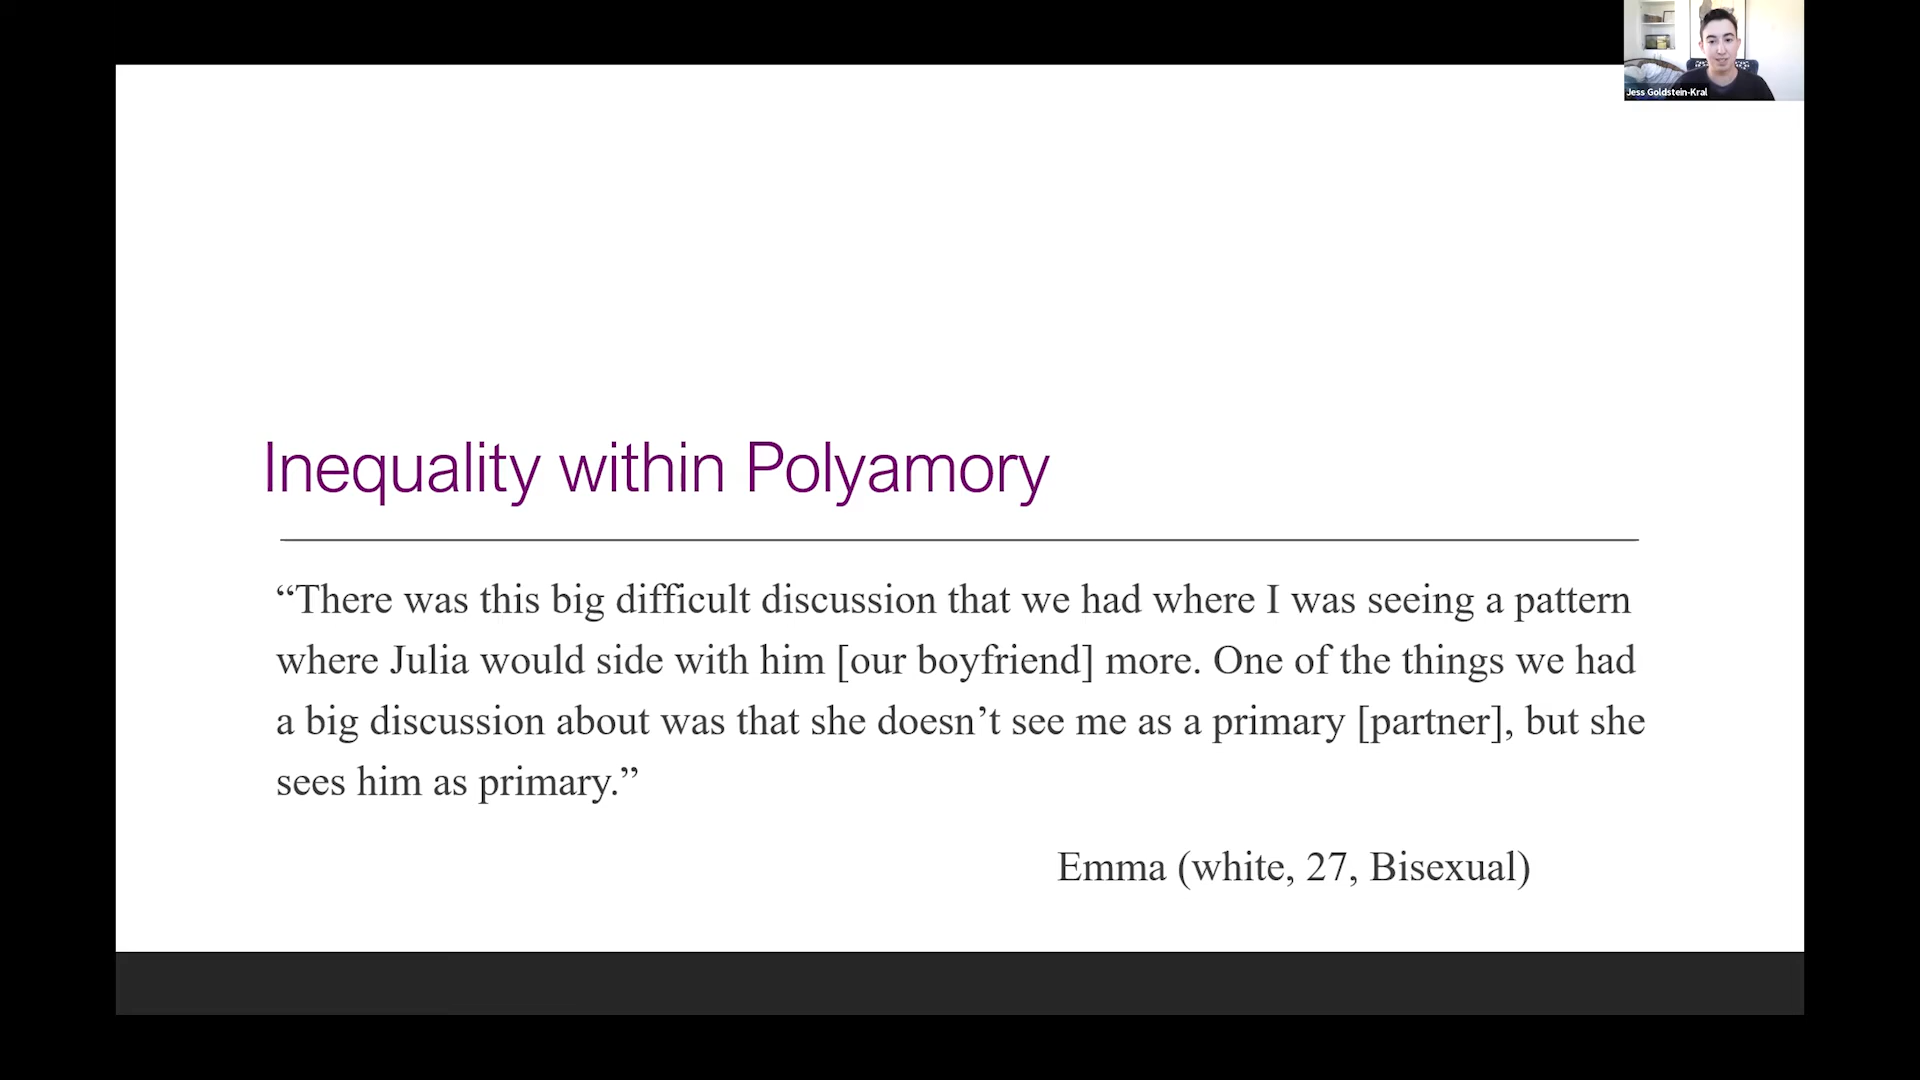 Jess Goldstein-Kral
Inequality within Polyamory
“There was this big difficult discussion that we had where I was seeing a pattern
where Julia would side with him [our boyfriend] more. One of the things we had
a big discussion about was that she doesn’t see me as a primary [partner], but she
sees him as primary.”
Emma (white, 27, Bisexual)